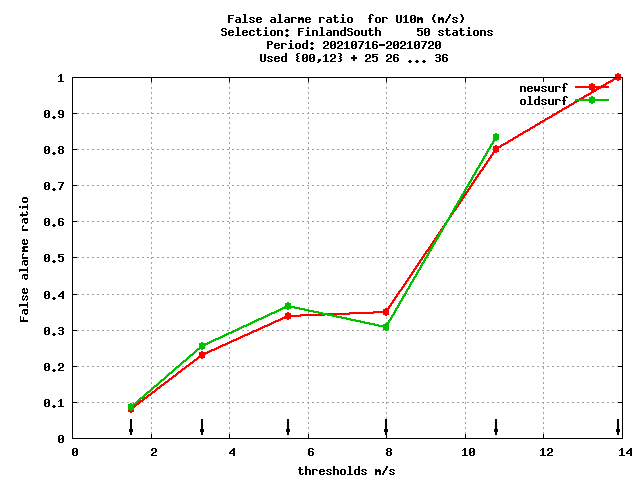 False alarme ratio  for U10m (m/s)
Selection: FinlandSouth     50 stations
Period: 20210716-20210720
Used {00,12} + 25 26 ... 36
newsurf
oldsurf
1
0.9
0.8
0.7
0.6
0.5
0.4
0.3
0.2
0.1
0
False alarme ratio
0 2 4 6 8 10 12 14
thresholds m/s